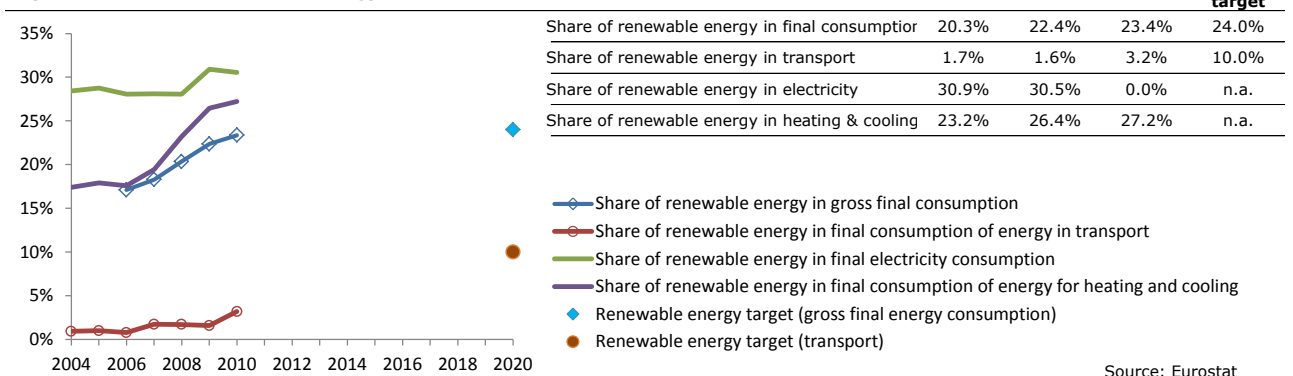 target
Share of renewable energy in final consumption 20.3% 22.4% 23.4% 24.0%
Share of renewable energy in transport 1.7% 1.6% 3.2% 10.0%
Share of renewable energy in electricity 30.9% 30.5% 0.0% n.a.
Share of renewable energy in heating & cooling 23.2% 26.4% 27.2% n.a.
35%
30%
25%
20%
15%
10%
5%
0%
2004 2006 2008 2010 2012 2014 2016 2018 2020
Share of renewable energy in gross final consumption
Share of renewable energy in final consumption of energy in transport
Share of renewable energy in final electricity consumption
Share of renewable energy in final consumption of energy for heating and cooling
Renewable energy target (gross final energy consumption)
Renewable energy target (transport)
Source: Eurostat